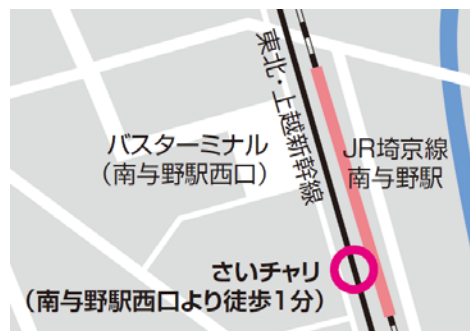 東北・上越新幹線
バスターミナル
（南与野駅西口）
JR埼京線
南与野駅
さいチャリ
（南与野駅西口より徒歩1分）